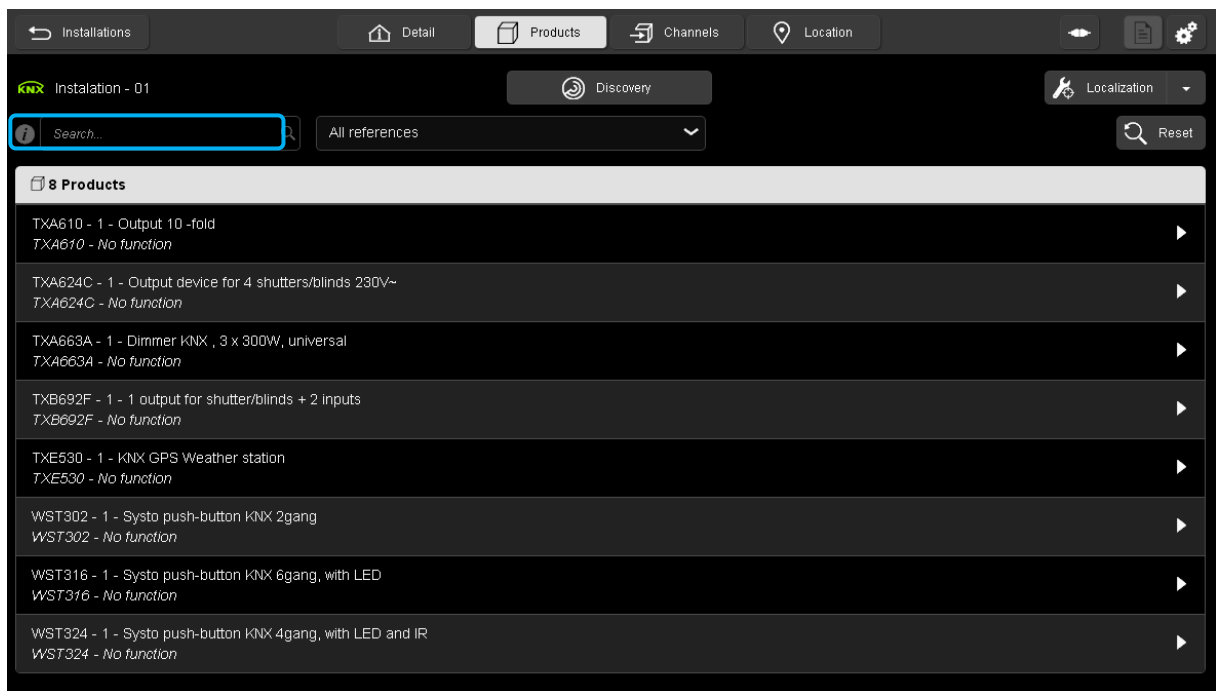 Installations
Detail
Products
Channels
Location
KNX Instalation - 01
Discovery
Localization
i Search...
All references
Reset
8 Products
TXA610 - 1 - Output 10 -fold
TXA610 - No function
TXA624C - 1 - Output device for 4 shutters/blinds 230V~
TXA624C - No function
TXA663A - 1 - Dimmer KNX , 3 x 300W, universal
TXA663A - No function
TXB692F - 1 - 1 output for shutter/blinds + 2 inputs
TXB692F - No function
TXE530 - 1 - KNX GPS Weather station
TXE530 - No function
WST302 - 1 - Systo push-button KNX 2gang
WST302 - No function
WST316 - 1 - Systo push-button KNX 6gang, with LED
WST316 - No function
WST324 - 1 - Systo push-button KNX 4gang, with LED and IR
WST324 - No function